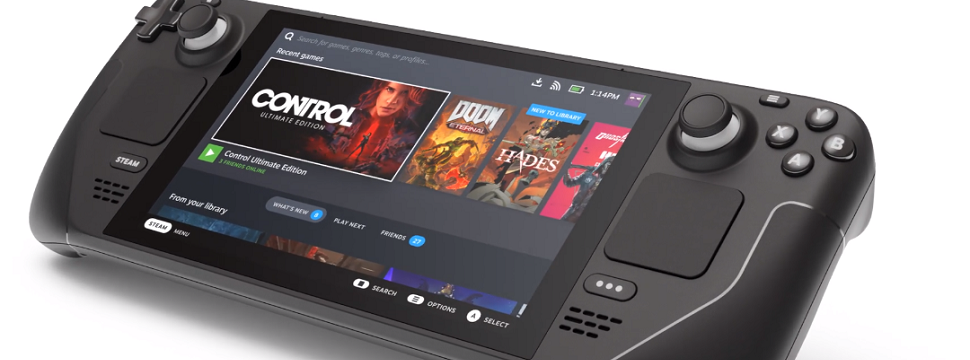 Search for games, genres, tags, or profiles...
Recent games
1:14PM
CONTROL
ULTIMATE EDITION
DOOM
ETERNAL
NEW TO LIBRARY
HADES
Control Ultimate Edition
3 FRIENDS ONLINE
From your library
WHAT'S NEW 8
PLAY NEXT
FRIENDS 27
STEAM MENU
SEARCH
OPTIONS
A SELECT
STEAM
Y
X
B
A